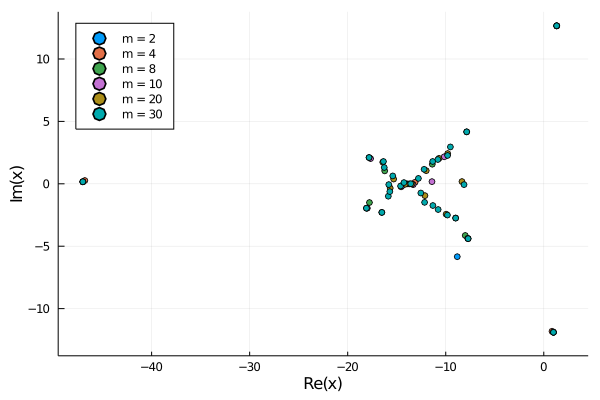 m = 2
m = 4
m = 8
m = 10
m = 20
m = 30
10
5
0
−5
−10
Im(x)
−40
−30
−20
−10
0
Re(x)